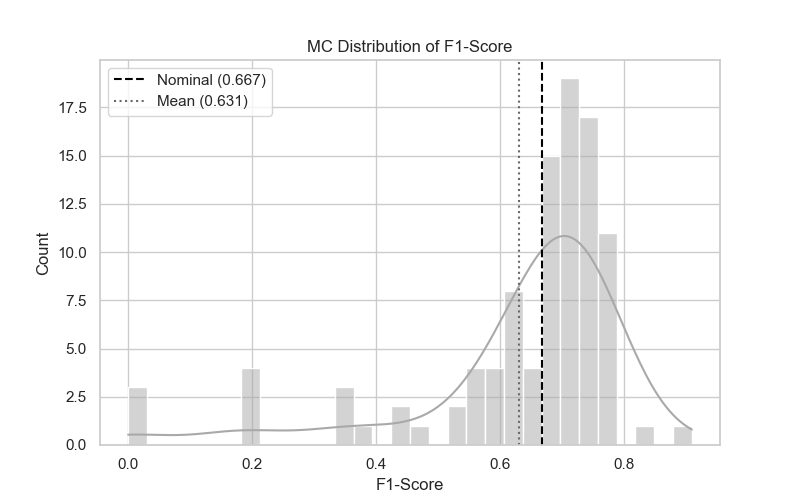 MC Distribution of F1-Score
Nominal (0.667)
Mean (0.631)
Count
17.5
15.0
12.5
10.0
7.5
5.0
2.5
0.0
0.0 0.2 0.4 0.6 0.8
F1-Score